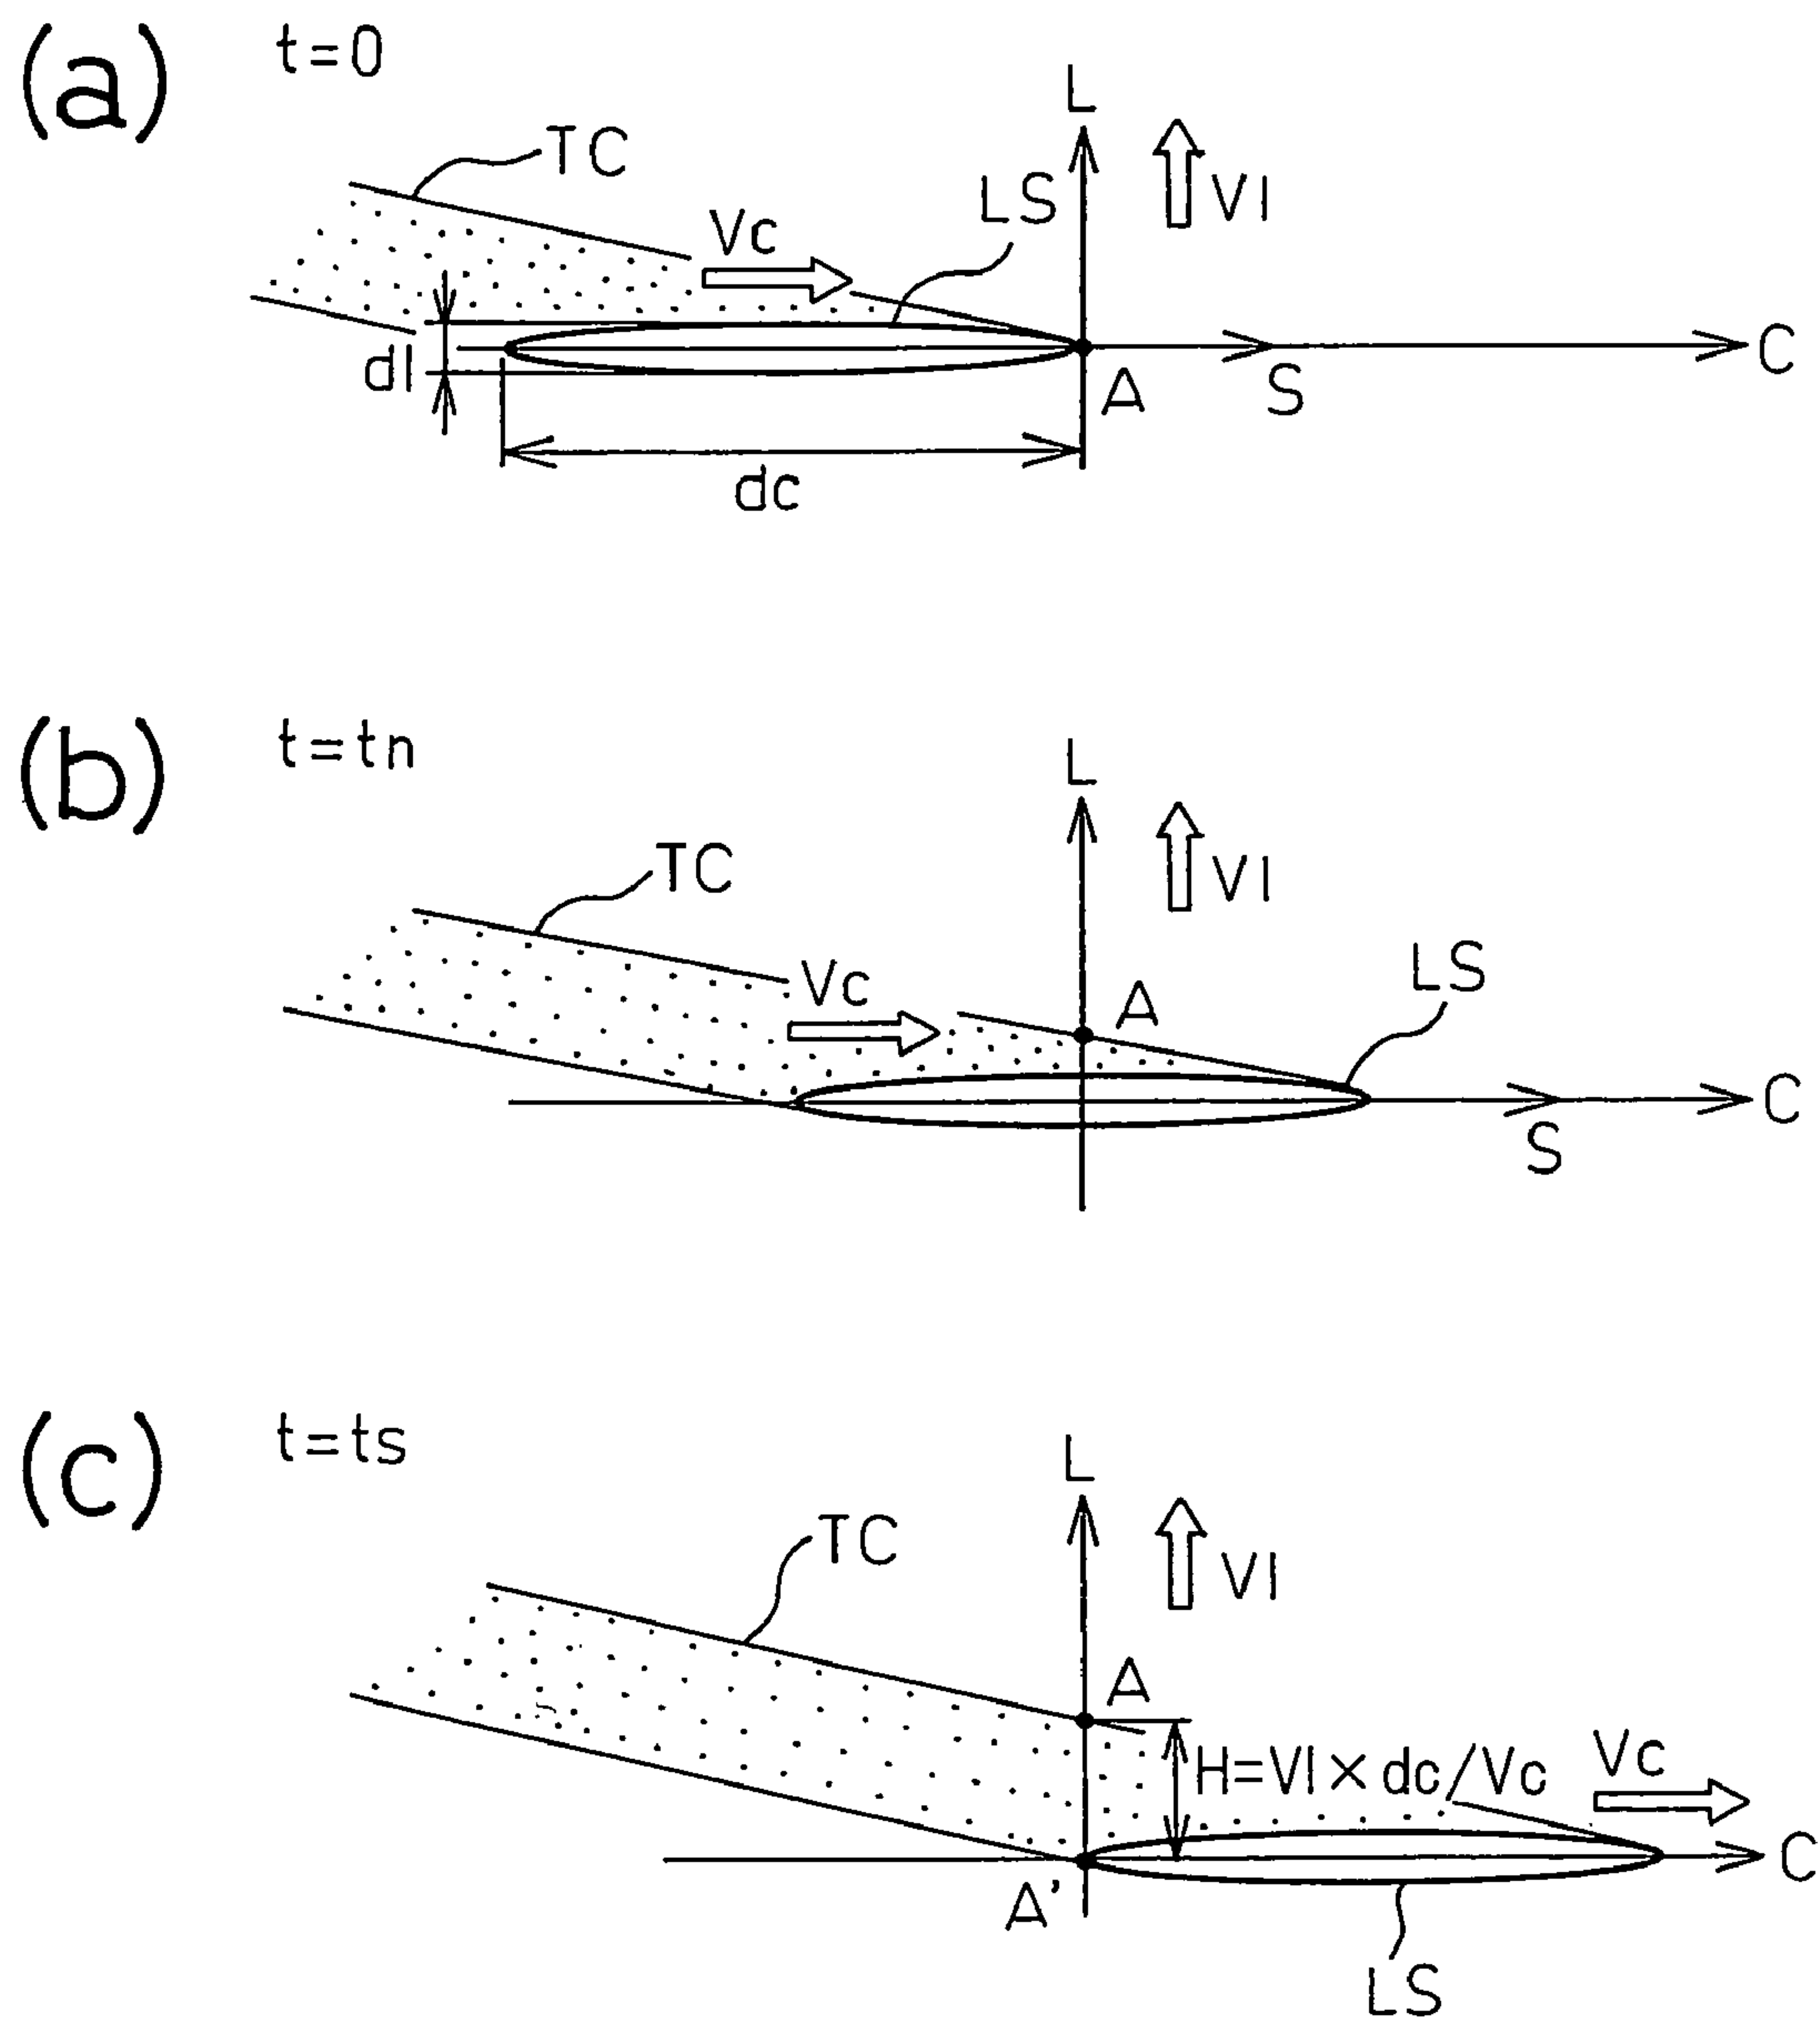 (a)
t=0
L
TC
LS
Vl
Vc
dl
C
A
S
dc
(b)
t=tn
L
TC
Vl
A
LS
Vc
C
S
(c)
t=ts
L
TC
Vl
A
H=Vl×dc/Vc
Vc
C
A'
LS